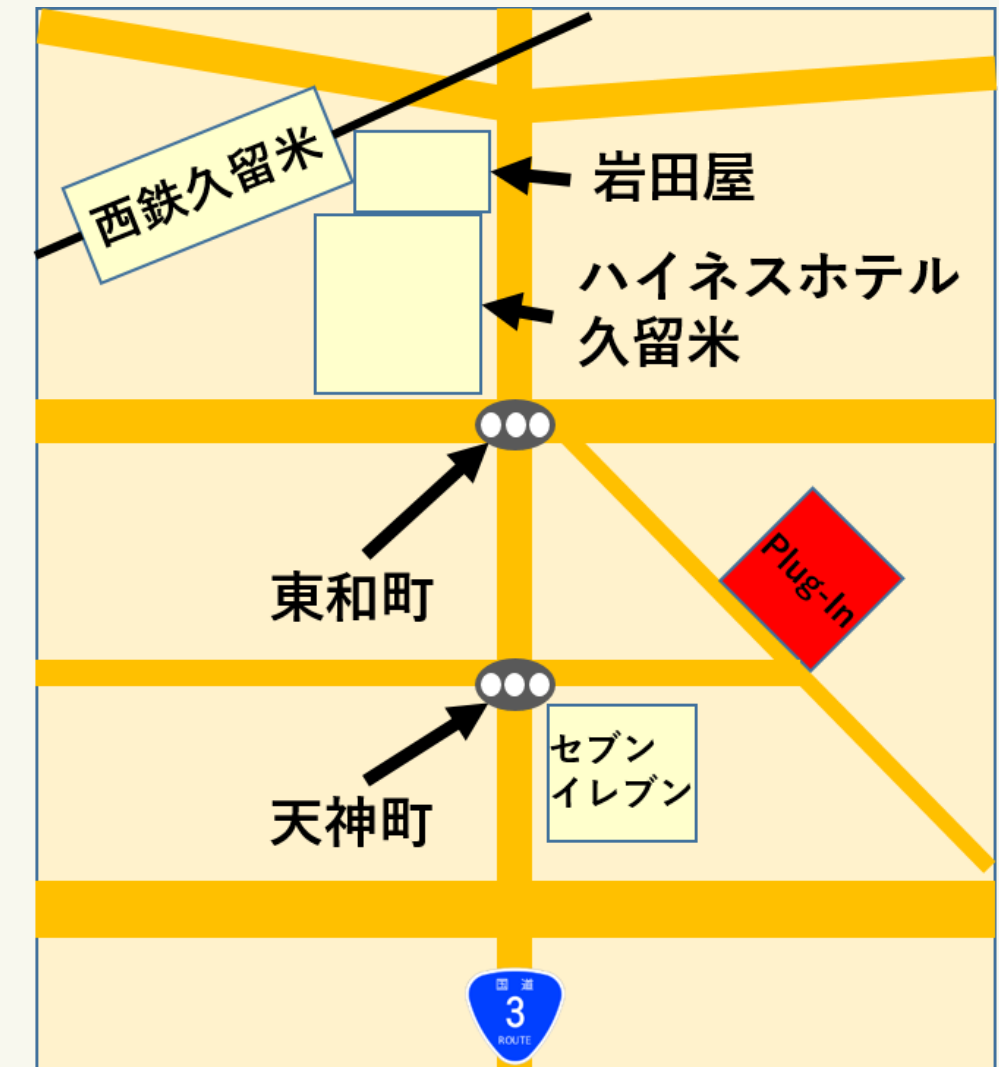 西鉄久留米
岩田屋
ハイネスホテル
久留米
東和町
Plug-In
天神町
セブン
イレブン
国道
3
ROUTE